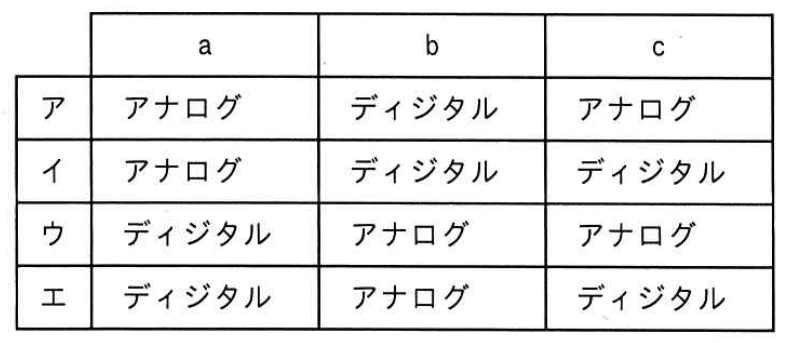 a b c
ア アナログ ディジタル アナログ
イ アナログ ディジタル ディジタル
ウ ディジタル アナログ アナログ
エ ディジタル アナログ ディジタル